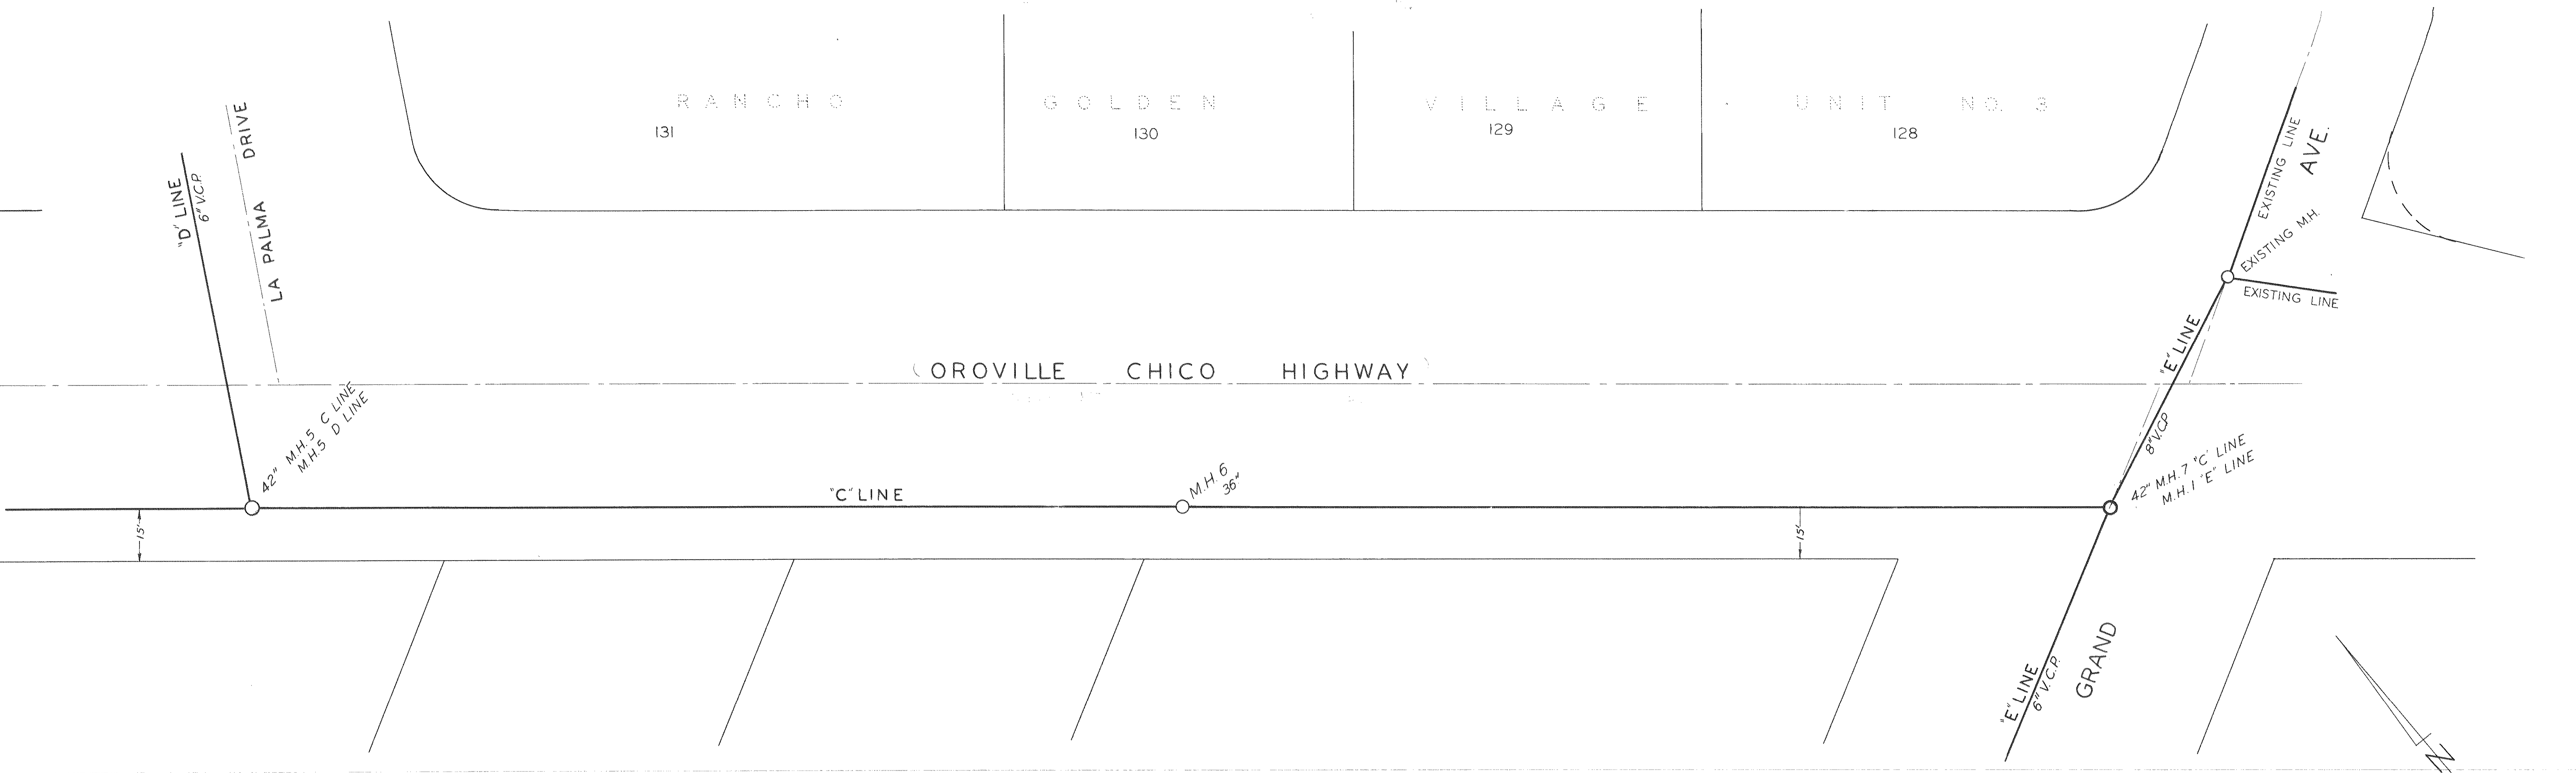 RANCHO GOLDEN VILLAGE UNIT NO. 3
131
130
129
128
"D" LINE
6" V.C.P.
LA PALMA DRIVE
EXISTING LINE
AVE.
EXISTING M.H.
EXISTING LINE
"E" LINE
8" V.C.P
OROVILLE CHICO HIGHWAY
42" M.H. 5 C LINE
M.H. 5 D LINE
"C" LINE
M.H. 6
36"
42" M.H. 7 "C" LINE
M.H. 1 "E" LINE
15'
15'
"E" LINE
6" V.C.P.
GRAND
N